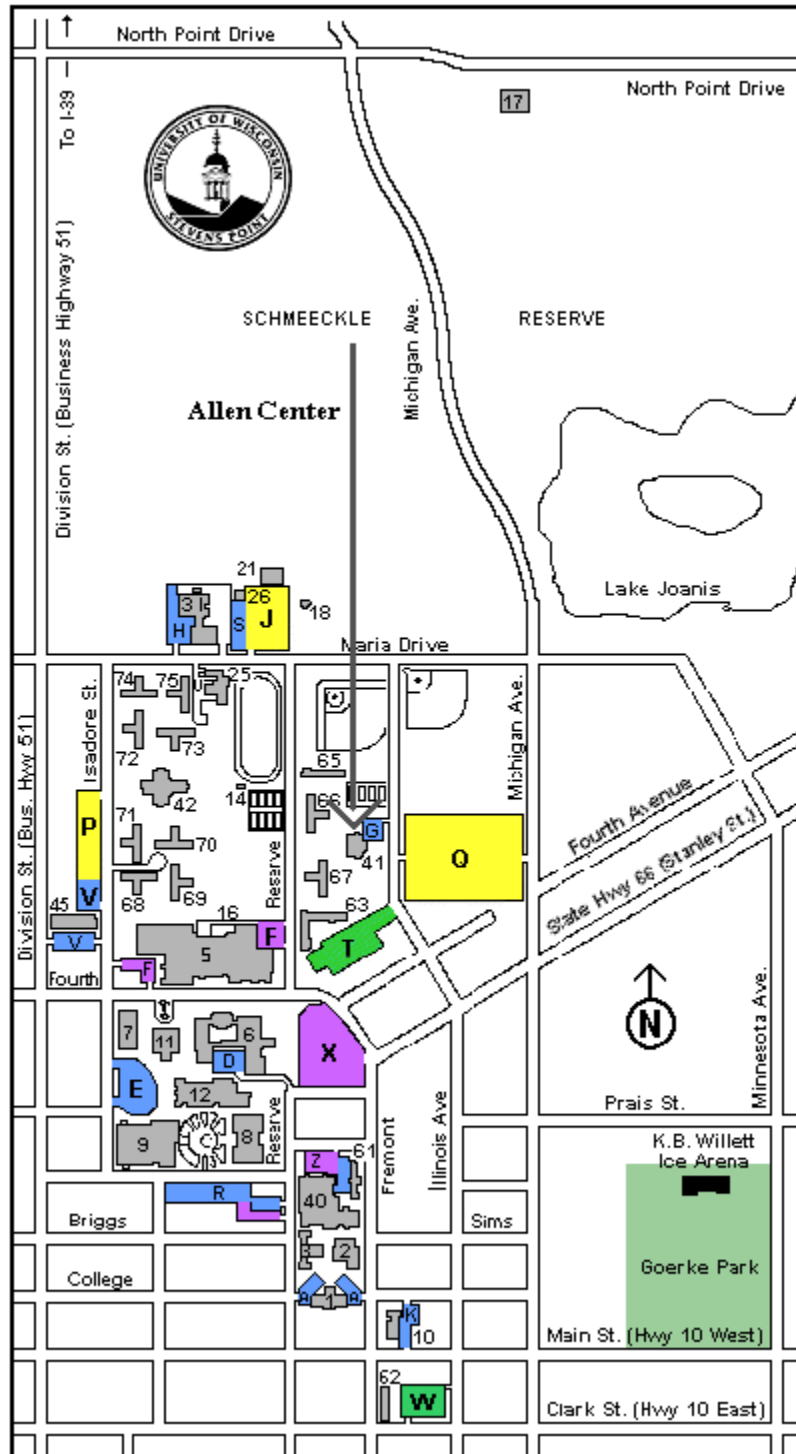 North Point Drive
North Point Drive
To I-39
17
UNIVERSITY OF WISCONSIN
STEVENS POINT
Division St. (Business Highway 51)
SCHMEECKLE
RESERVE
Michigan Ave.
Allen Center
Lake Joanis
21
26
31
18
H
S
J
Maria Drive
74
75
25
Isadore St.
Michigan Ave.
72
73
65
14
42
66
Division St. (Bus. Hwy 51)
P
71
70
G
41
Q
Fourth Avenue
State Hwy 66 (Stanley St.)
Reserve
67
68
69
V
45
16
63
F
T
V
5
F
Fourth
N
Minnesota Ave.
7
11
6
D
X
E
12
Prais St.
9
C
8
Reserve
Fremont
Illinois Ave
K.B. Willett
Ice Arena
61
Z
R
40
Briggs
Sims
3
2
Goerke Park
College
A
1
A
K
10
Main St. (Hwy 10 West)
62
W
Clark St. (Hwy 10 East)